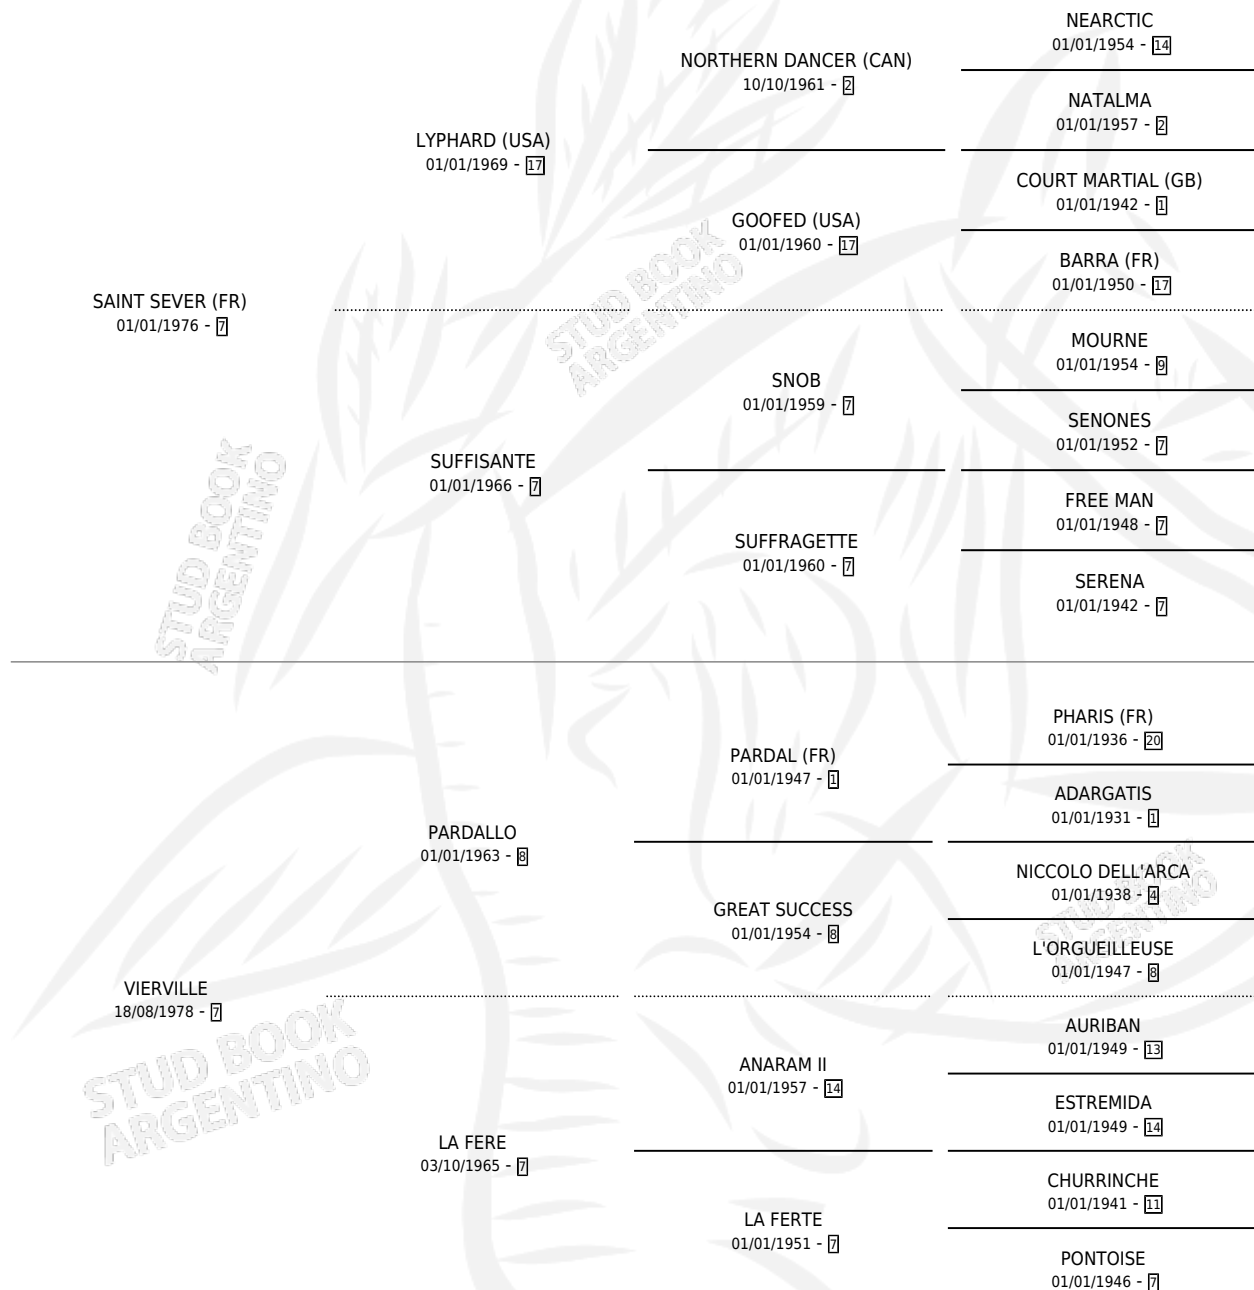 NEARCTIC
01/01/1954 - 14
NORTHERN DANCER (CAN)
10/10/1961 - 2
NATALMA
01/01/1957 - 2
LYPHARD (USA)
01/01/1969 - 17
COURT MARTIAL (GB)
01/01/1942 - 1
GOOFED (USA)
01/01/1960 - 17
BARRA (FR)
01/01/1950 - 17
SAINT SEVER (FR)
01/01/1976 - 7
MOURNE
01/01/1954 - 9
SNOB
01/01/1959 - 7
SENONES
01/01/1952 - 7
SUFFISANTE
01/01/1966 - 7
FREE MAN
01/01/1948 - 7
SUFFRAGETTE
01/01/1960 - 7
SERENA
01/01/1942 - 7
PHARIS (FR)
01/01/1936 - 20
PARDAL (FR)
01/01/1947 - 1
ADARGATIS
01/01/1931 - 1
PARDALLO
01/01/1963 - 8
NICCOLO DELL'ARCA
01/01/1938 - 4
GREAT SUCCESS
01/01/1954 - 8
L'ORGUEILLEUSE
01/01/1947 - 8
VIERVILLE
18/08/1978 - 7
AURIBAN
01/01/1949 - 13
ANARAM II
01/01/1957 - 14
ESTREMIDA
01/01/1949 - 14
LA FERE
03/10/1965 - 7
CHURRINCHE
01/01/1941 - 11
LA FERTE
01/01/1951 - 7
PONTOISE
01/01/1946 - 7
STUD BOOK
ARGENTINO
STUD BOOK
ARGENTINO
STUD BOOK
ARGENTINO
STUD BOOK
ARGENTINO